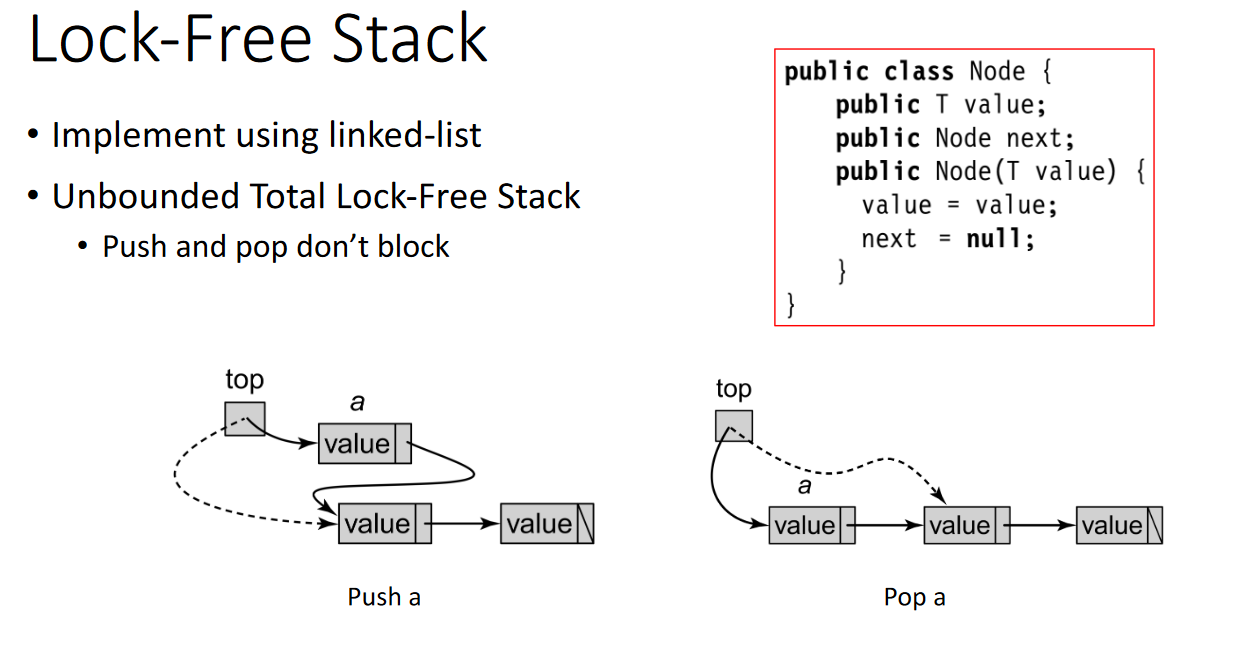 Lock-Free Stack
• Implement using linked-list
• Unbounded Total Lock-Free Stack
• Push and pop don’t block
public class Node {
public T value;
public Node next;
public Node(T value) {
value = value;
next = null;
}
}
top
a
value
value
value
Push a
top
a
value
value
value
Pop a